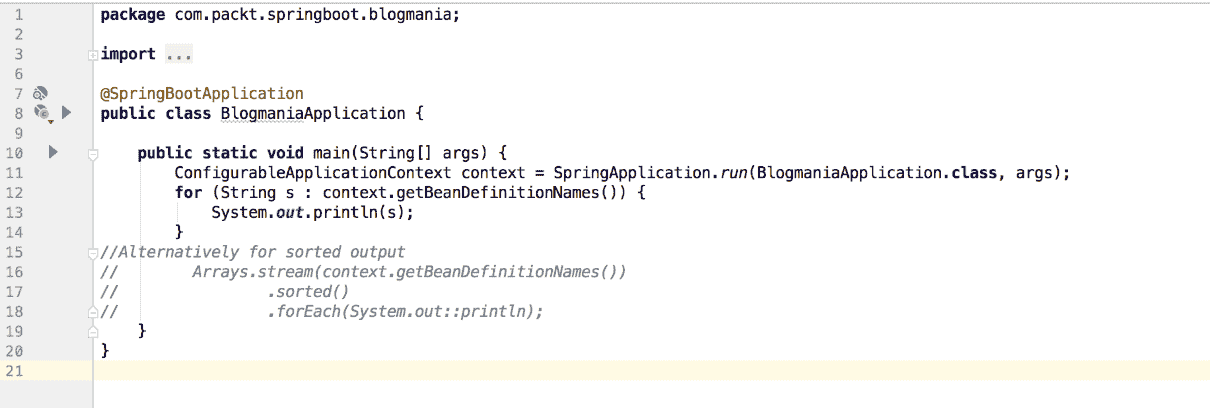 1 package com.packt.springboot.blogmania;
2
3 import ...
6
7 @SpringBootApplication
8 public class BlogmaniaApplication {
9
10 public static void main(String[] args) {
11 ConfigurableApplicationContext context = SpringApplication.run(BlogmaniaApplication.class, args);
12 for (String s : context.getBeanDefinitionNames()) {
13 System.out.println(s);
14 }
15 //Alternatively for sorted output
16 // Arrays.stream(context.getBeanDefinitionNames())
17 // .sorted()
18 // .forEach(System.out::println);
19 }
20 }
21